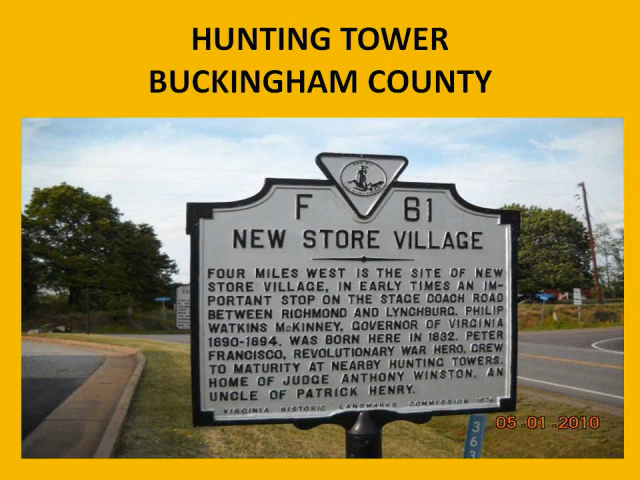 HUNTING TOWER
BUCKINGHAM COUNTY
F 61
NEW STORE VILLAGE
FOUR MILES WEST IS THE SITE OF NEW
STORE VILLAGE, IN EARLY TIMES AN IM-
PORTANT STOP ON THE STAGE COACH ROAD
BETWEEN RICHMOND AND LYNCHBURG. PHILIP
WATKINS McKINNEY, GOVERNOR OF VIRGINIA
1890-1894, WAS BORN HERE IN 1832. PETER
FRANCISCO, REVOLUTIONARY WAR HERO, GREW
TO MATURITY AT NEARBY HUNTING TOWERS.
HOME OF JUDGE ANTHONY WINSTON, AN
UNCLE OF PATRICK HENRY.
VIRGINIA HISTORIC LANDMARKS COMMISSION 1976
363
05.01.2010